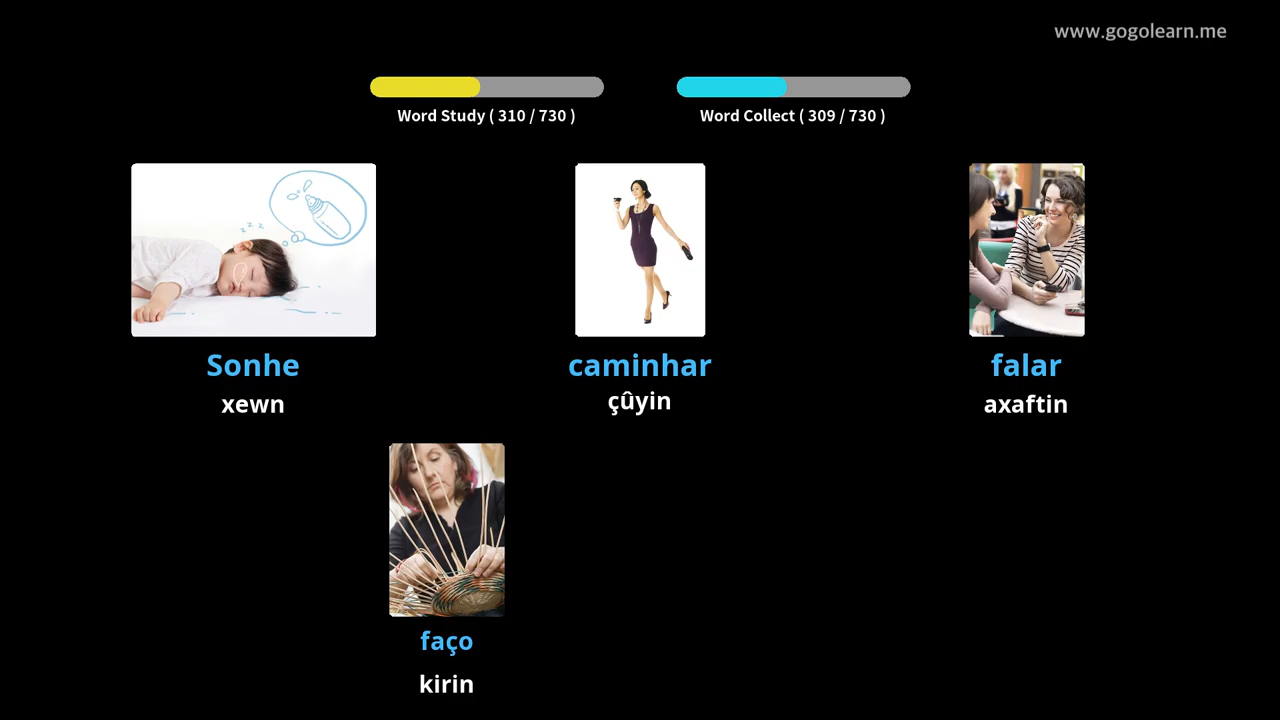 www.gogolearn.me
Word Study ( 310 / 730 )
Word Collect ( 309 / 730 )
z z z
Sonhe
caminhar
falar
xewn
çûyin
axaftin
faço
kirin